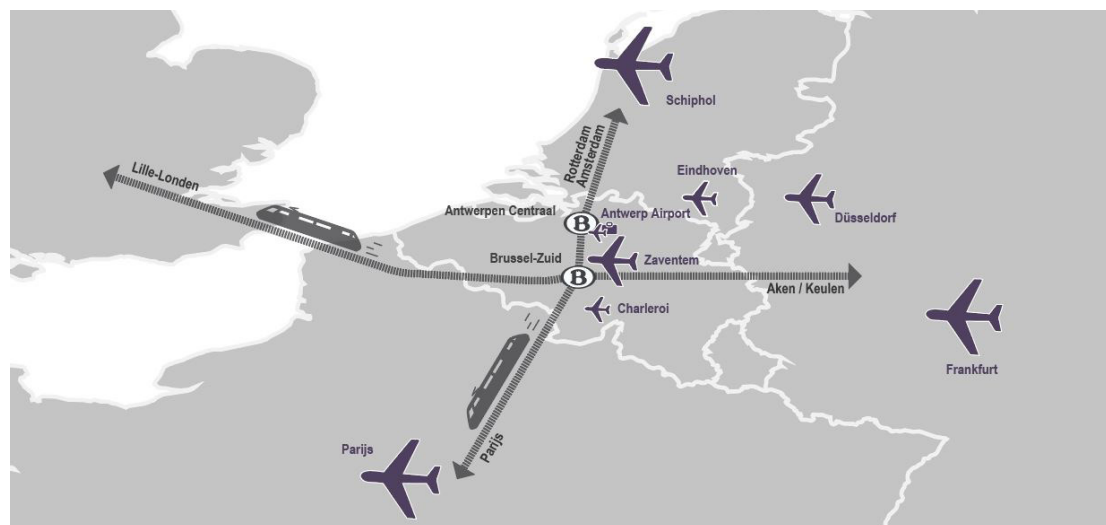 Schiphol
Rotterdam
Amsterdam
Lille-Londen
Eindhoven
Düsseldorf
Antwerpen Centraal
B
Antwerp Airport
Brussel-Zuid
B
Zaventem
Aken / Keulen
Charleroi
Frankfurt
Parijs
Parijs